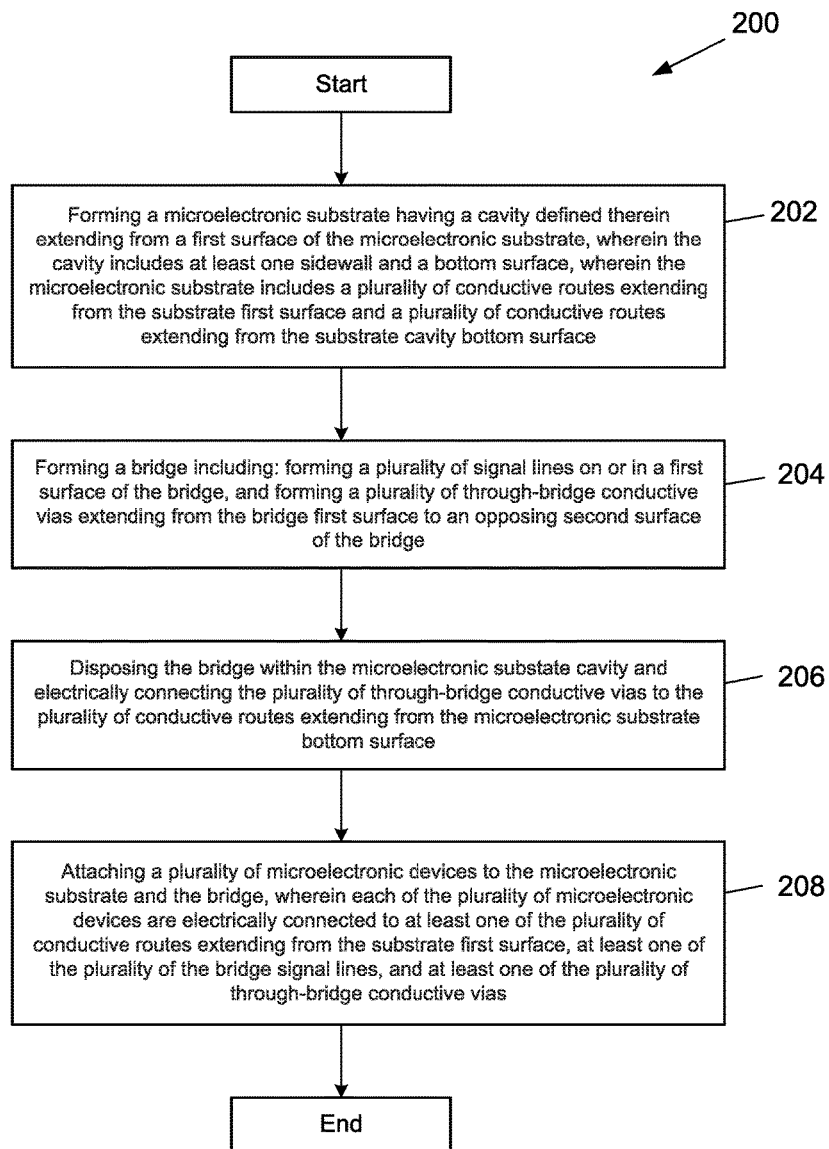 200
Start
Forming a microelectronic substrate having a cavity defined therein
extending from a first surface of the microelectronic substrate, wherein the
cavity includes at least one sidewall and a bottom surface, wherein the
microelectronic substrate includes a plurality of conductive routes extending
from the substrate first surface and a plurality of conductive routes
extending from the substrate cavity bottom surface
202
Forming a bridge including: forming a plurality of signal lines on or in a first
surface of the bridge, and forming a plurality of through-bridge conductive
vias extending from the bridge first surface to an opposing second surface
of the bridge
204
Disposing the bridge within the microelectronic substate cavity and
electrically connecting the plurality of through-bridge conductive vias to the
plurality of conductive routes extending from the microelectronic substrate
bottom surface
206
Attaching a plurality of microelectronic devices to the microelectronic
substrate and the bridge, wherein each of the plurality of microelectronic
devices are electrically connected to at least one of the plurality of
conductive routes extending from the substrate first surface, at least one of
the plurality of the bridge signal lines, and at least one of the plurality of
through-bridge conductive vias
208
End